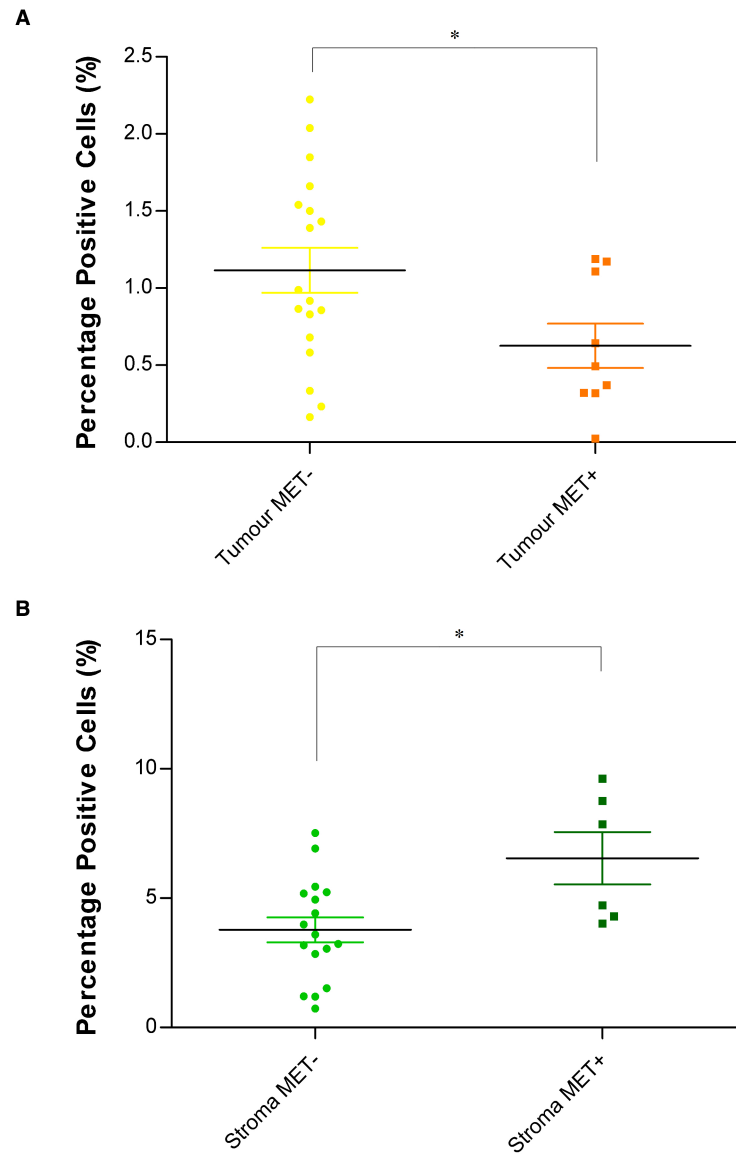 A
*
Percentage Positive Cells (%)
2.5
2.0
1.5
1.0
0.5
0.0
Tumour MET-
Tumour MET+
B
*
Percentage Positive Cells (%)
15
10
5
0
Stroma MET-
Stroma MET+